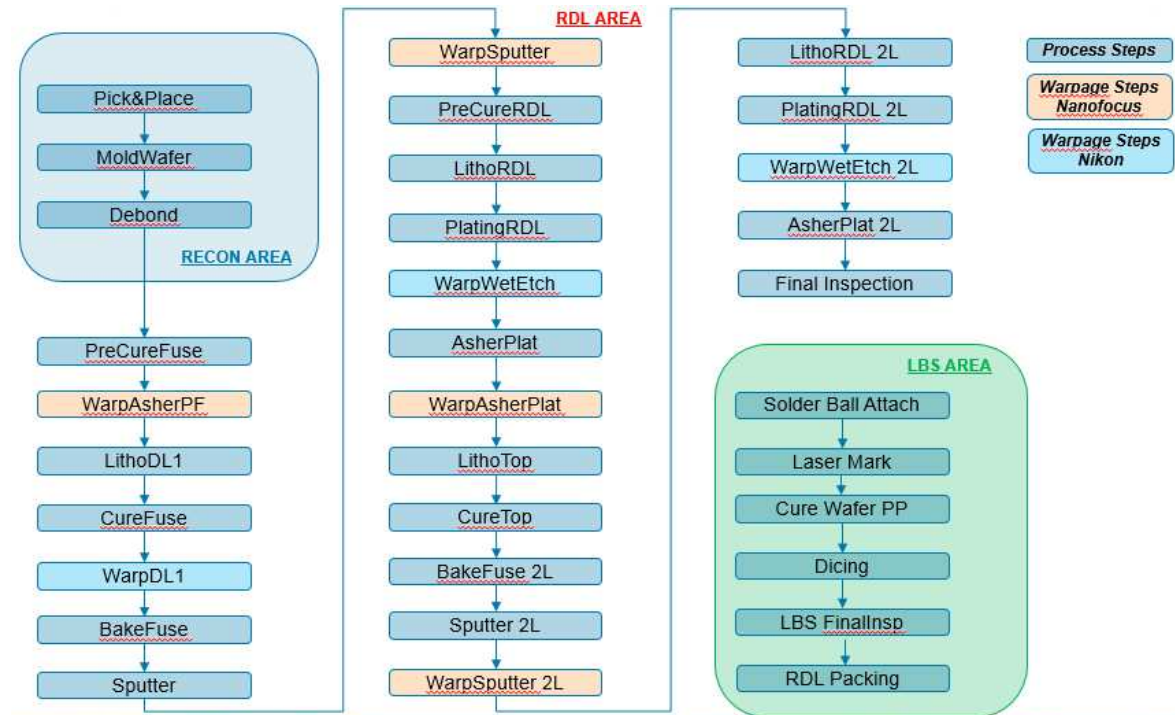 RDL AREA
Pick&Place
MoldWafer
Debond
RECON AREA
PreCureFuse
WarpAsherPF
LithoDL1
CureFuse
WarpDL1
BakeFuse
Sputter
WarpSputter
PreCureRDL
LithoRDL
PlatingRDL
WarpWetEtch
AsherPlat
WarpAsherPlat
LithoTop
CureTop
BakeFuse 2L
Sputter 2L
WarpSputter 2L
LithoRDL 2L
PlatingRDL 2L
WarpWetEtch 2L
AsherPlat 2L
Final Inspection
LBS AREA
Solder Ball Attach
Laser Mark
Cure Wafer PP
Dicing
LBS FinalInsp
RDL Packing
Process Steps
Warpage Steps
Nanofocus
Warpage Steps
Nikon